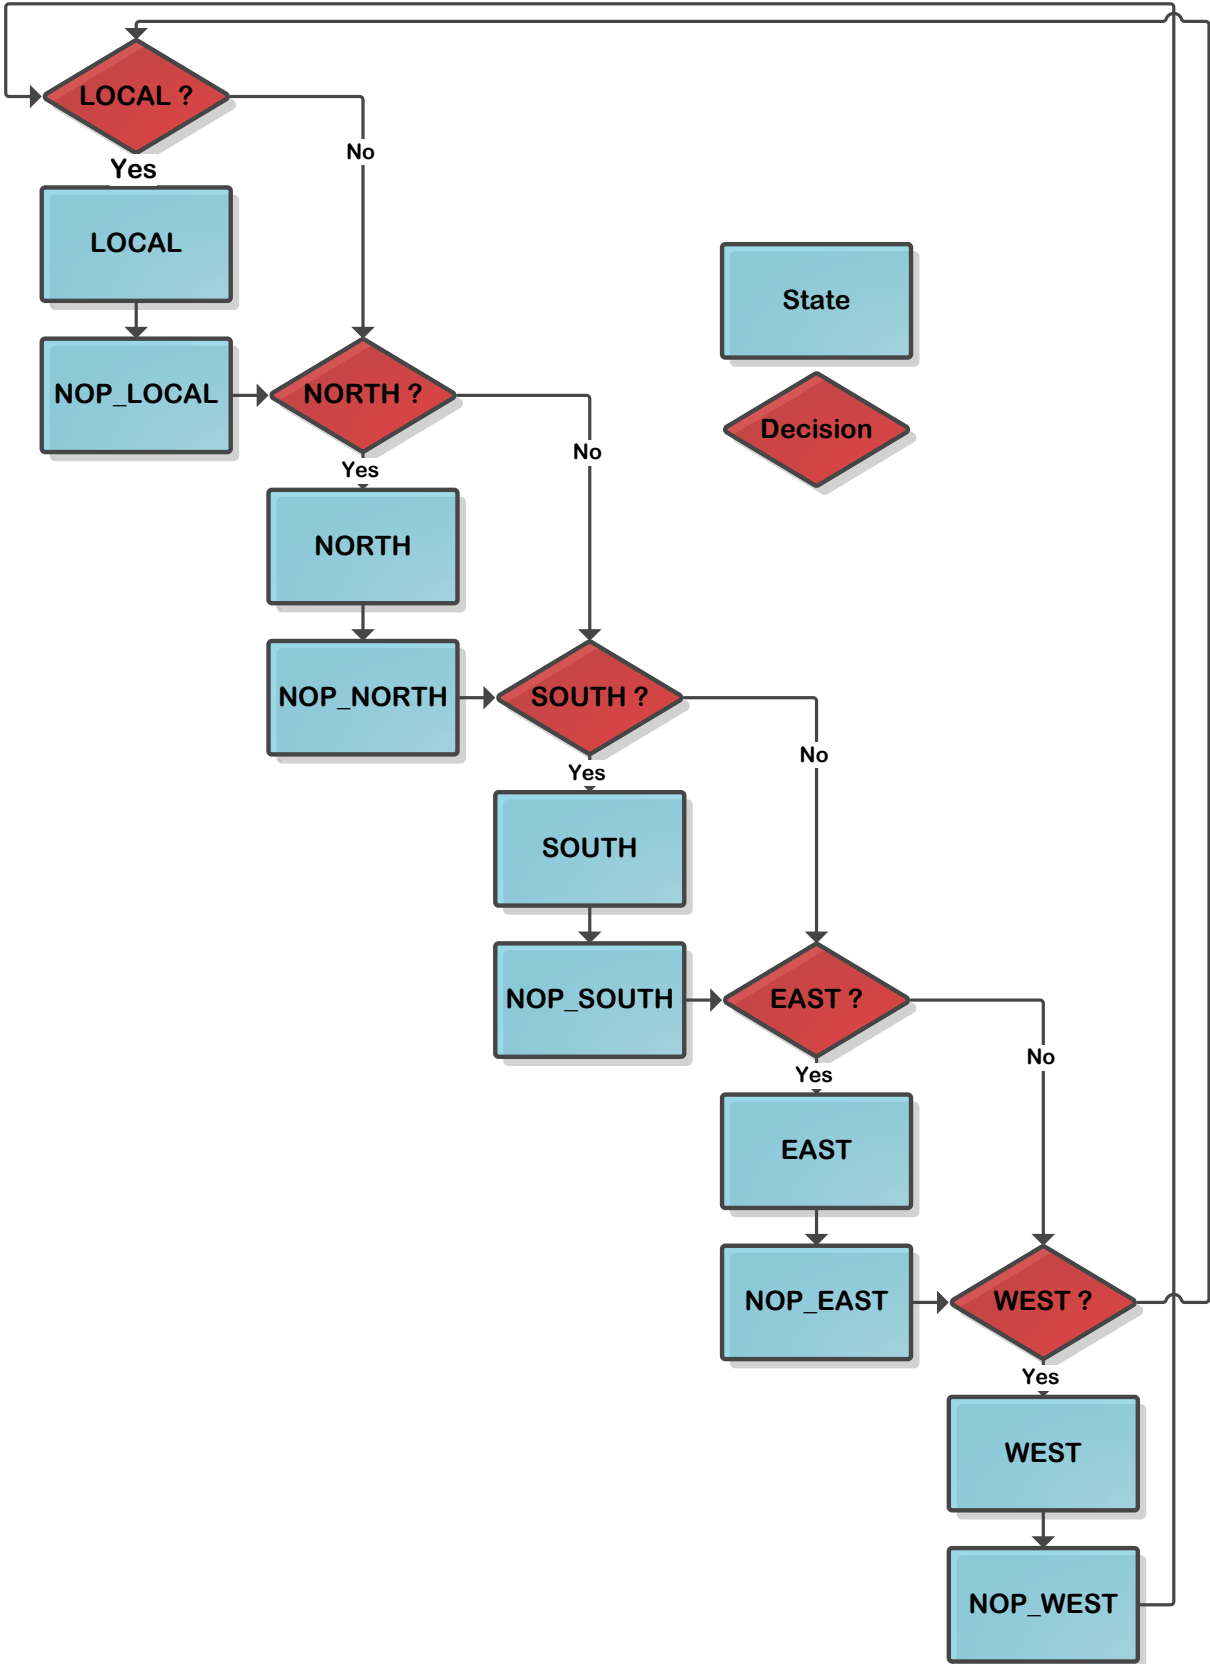 LOCAL ?
No
Yes
LOCAL
State
NOP_LOCAL
NORTH ?
Decision
No
Yes
NORTH
NOP_NORTH
SOUTH ?
No
Yes
SOUTH
NOP_SOUTH
EAST ?
No
Yes
EAST
NOP_EAST
WEST ?
Yes
WEST
NOP_WEST